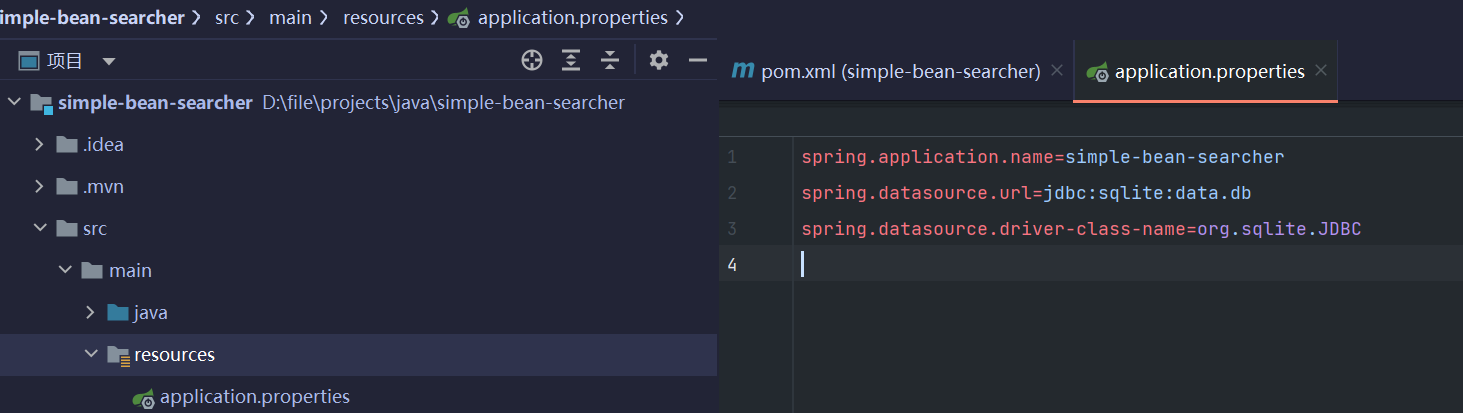 imple-bean-searcher > src > main > resources > application.properties >
项目
simple-bean-searcher D:\file\projects\java\simple-bean-searcher
.idea
.mvn
src
main
java
resources
application.properties
m pom.xml (simple-bean-searcher) × application.properties ×
1 spring.application.name=simple-bean-searcher
2 spring.datasource.url=jdbc:sqlite:data.db
3 spring.datasource.driver-class-name=org.sqlite.JDBC
4